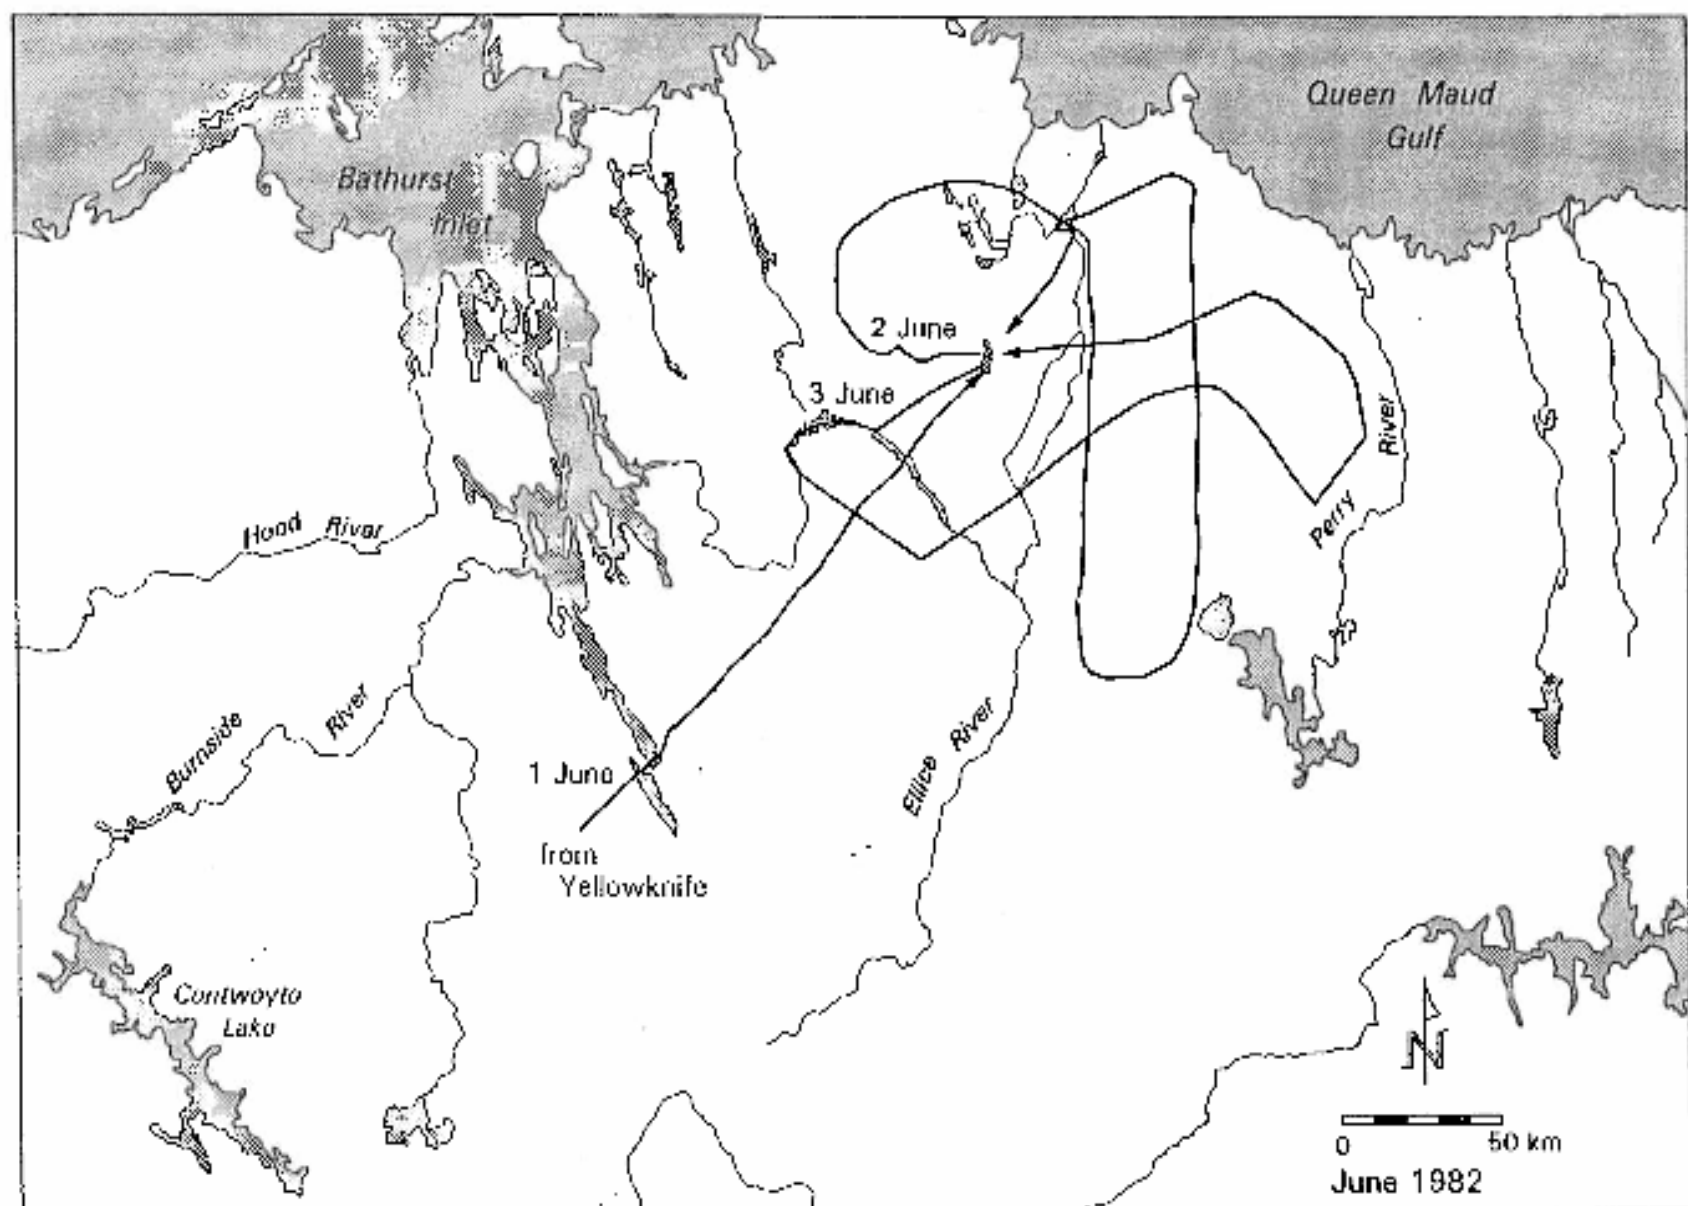 Queen Maud
Gulf
Bathurst
Inlet
2 June
3 June
River
Hood River
Perry
Burnside
River
1 June
Ellice
River
from
Yellowknife
Contwoyto
Lake
N
0 50 km
June 1982